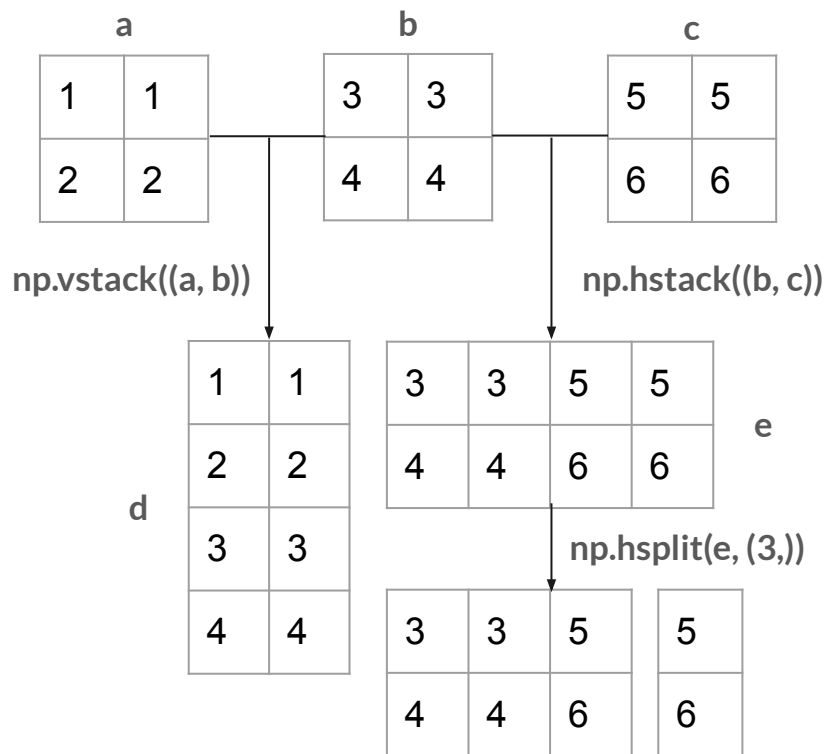 a b c
1 1 3 3 5 5
2 2 4 4 6 6
np.vstack((a, b)) np.hstack((b, c))
1 1
2 2
3 3
4 4
d
3 3 5 5
4 4 6 6
e
np.hsplit(e, (3,))
3 3 5 5
4 4 6 6